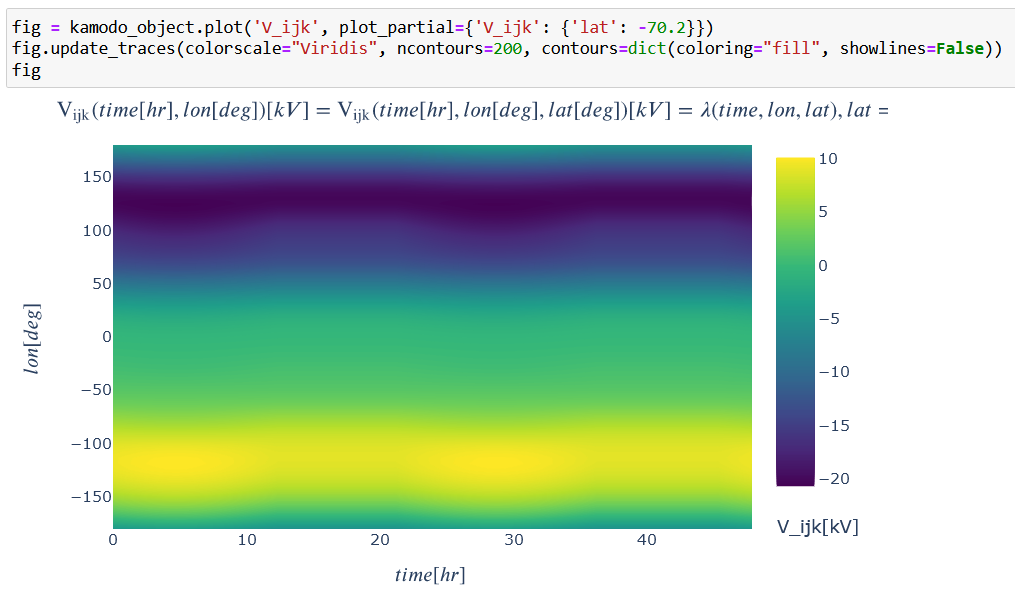 fig = kamodo_object.plot('V_ijk', plot_partial={'V_ijk': {'lat': -70.2}})
fig.update_traces(colorscale="Viridis", ncontours=200, contours=dict(coloring="fill", showlines=False))
fig
V_ijk(time[hr], lon[deg])[kV] = V_ijk(time[hr], lon[deg], lat[deg])[kV] = λ(time, lon, lat), lat =
150
100
50
0
−50
−100
−150
lon[deg]
0
10
20
30
40
time[hr]
10
5
0
−5
−10
−15
−20
V_ijk[kV]